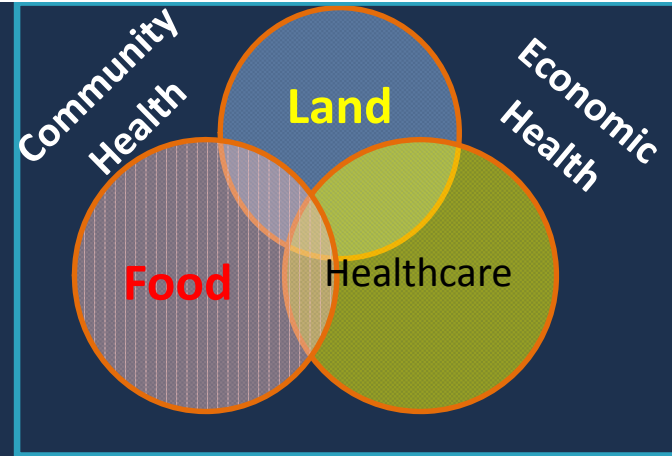 Community
Health
Economic
Health
Land
Food
Healthcare